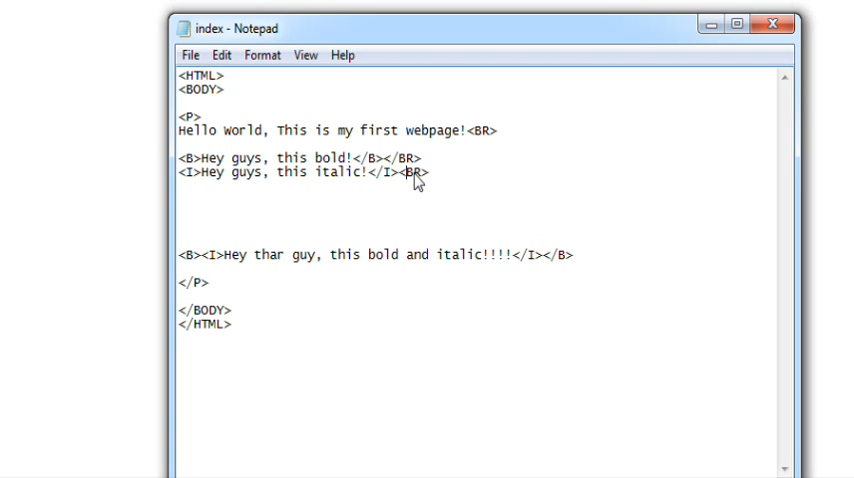 index - Notepad
File Edit Format View Help
<HTML>
<BODY>
<P>
Hello World, This is my first webpage!<BR>
<B>Hey guys, this bold!</B></BR>
<I>Hey guys, this italic!</I><BR>
<B><I>Hey thar guy, this bold and italic!!!!</I></B>
</P>
</BODY>
</HTML>